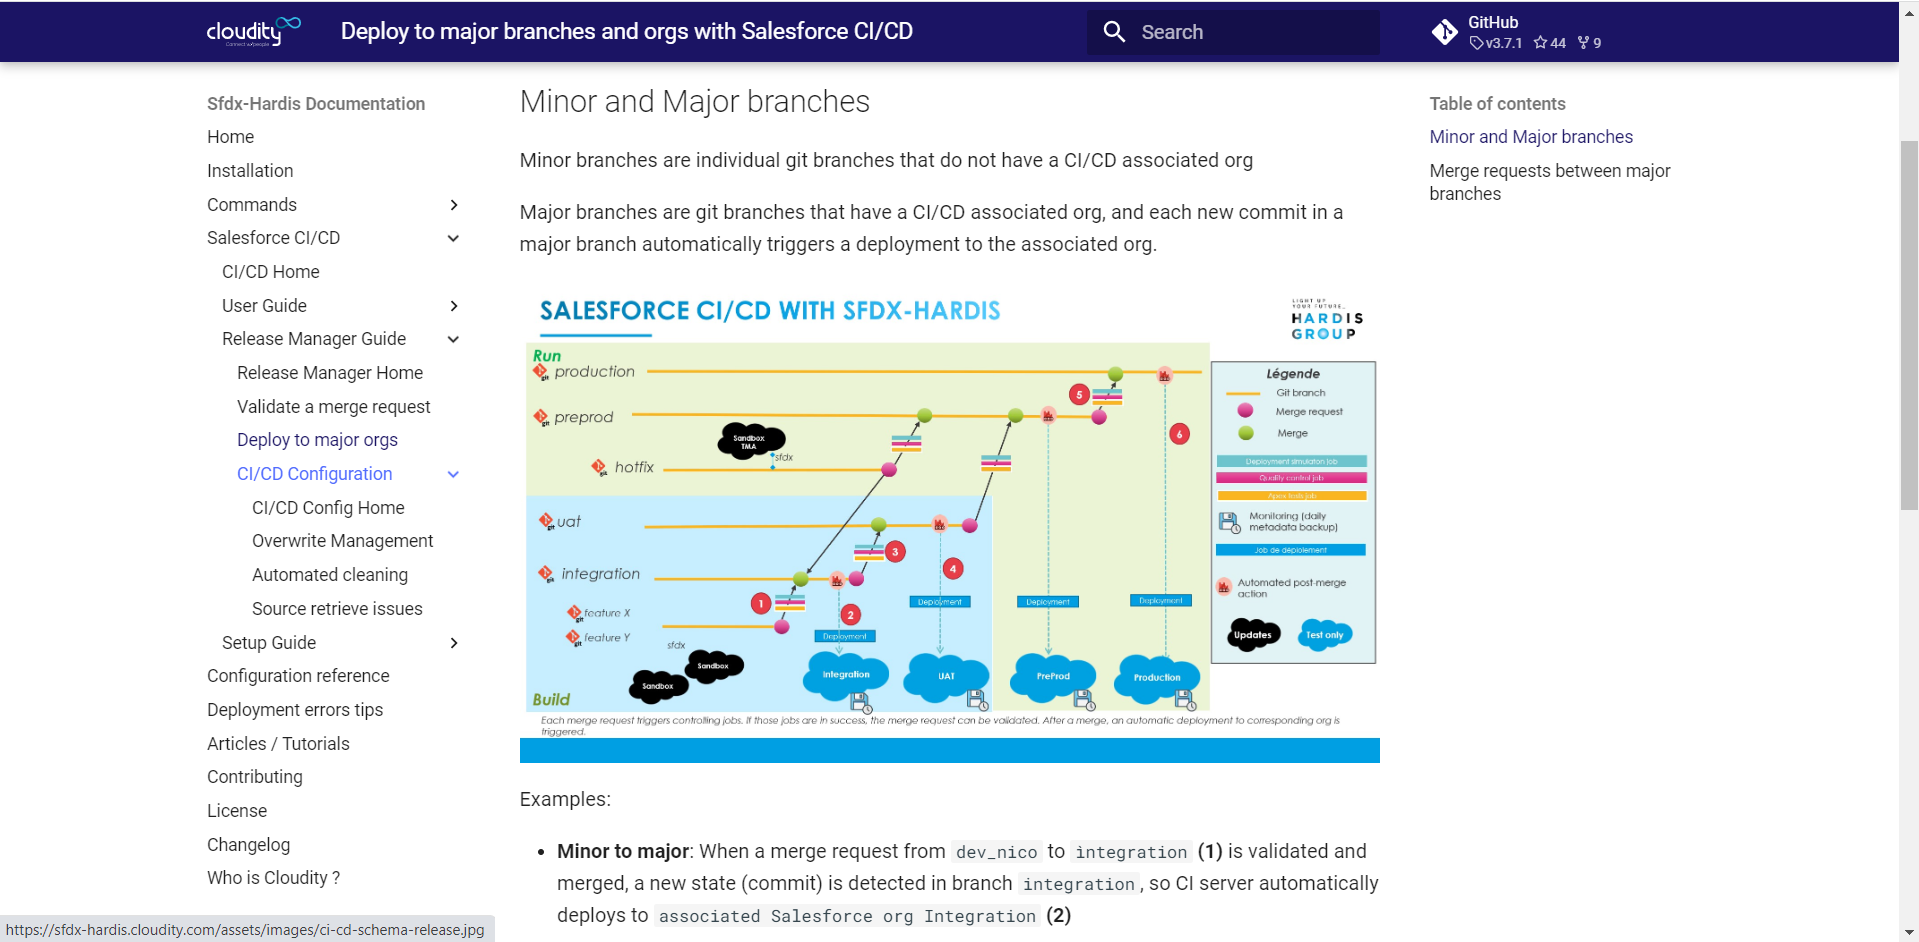 cloudity
Connect a people
Deploy to major branches and orgs with Salesforce CI/CD
Search
GitHub
v3.7.1 44 9
Sfdx-Hardis Documentation
Home
Installation
Commands
Salesforce CI/CD
CI/CD Home
User Guide
Release Manager Guide
Release Manager Home
Validate a merge request
Deploy to major orgs
CI/CD Configuration
CI/CD Config Home
Overwrite Management
Automated cleaning
Source retrieve issues
Setup Guide
Configuration reference
Deployment errors tips
Articles / Tutorials
Contributing
License
Changelog
Who is Cloudity ?
Minor and Major branches
Minor branches are individual git branches that do not have a CI/CD associated org
Major branches are git branches that have a CI/CD associated org, and each new commit in a
major branch automatically triggers a deployment to the associated org.
SALESFORCE CI/CD WITH SFDX-HARDIS
LIGHT UP
YOUR FUTURE_
HARDIS
GROUP
Run
git production
git preprod
Sandbox
TMA
sfdx
git hotfix
git uat
git integration
git feature X
git feature Y
sfdx
Sandbox
Sandbox
Build
1
2
3
4
5
6
Deployment
Deployment
Deployment
Deployment
Integration
UAT
PreProd
Production
Légende
Git branch
Merge request
Merge
Deployment simulaton job
Quality control job
Apex tests job
Monitoring (daily
metadata backup)
Job de déploiement
Automated post-merge
action
Updates
Test only
Each merge request triggers controlling jobs. If those jobs are in success, the merge request can be validated. After a merge, an automatic deployment to corresponding org is
triggered.
Examples:
• Minor to major: When a merge request from dev_nico to integration (1) is validated and
merged, a new state (commit) is detected in branch integration, so CI server automatically
deploys to associated Salesforce org Integration (2)
Table of contents
Minor and Major branches
Merge requests between major
branches
https://sfdx-hardis.cloudity.com/assets/images/ci-cd-schema-release.jpg